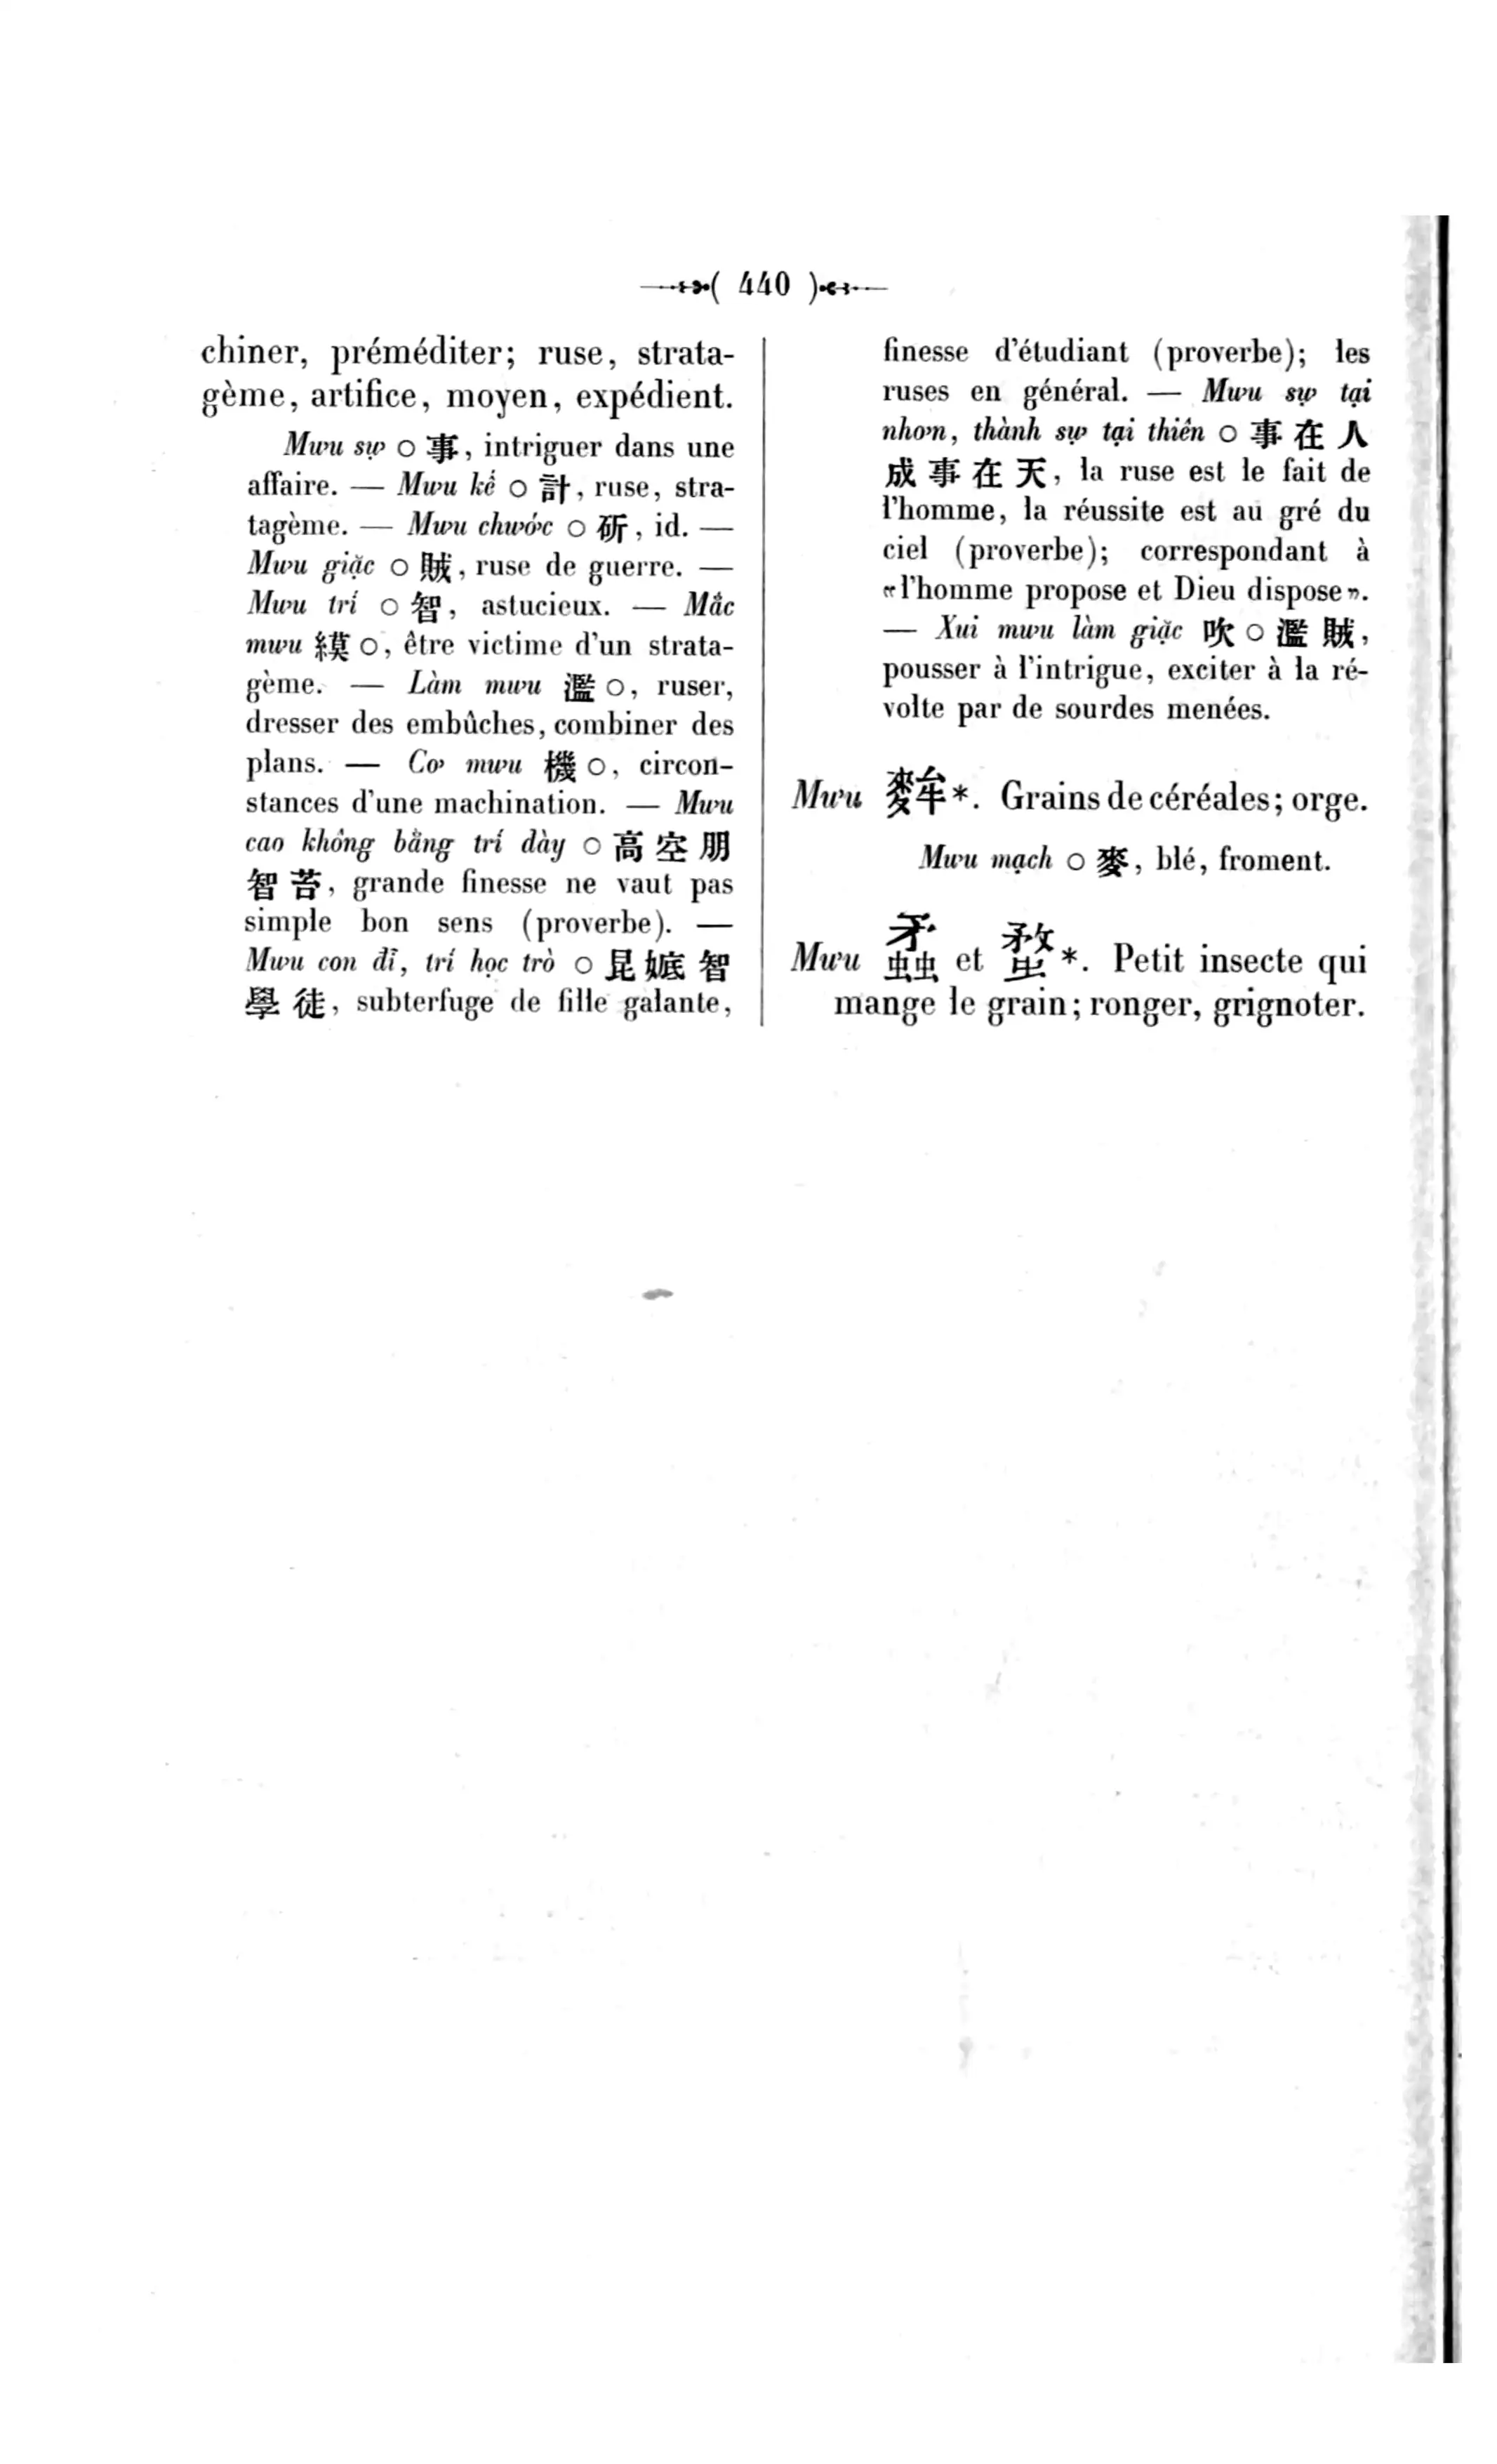 ( 440 )
chiner, préméditer; ruse, strata-
gème, artifice, moyen, expédient.
Mưu sự ○ 事, intriguer dans une
affaire. — Mưu kế ○ 計, ruse, stra-
tagème. — Mưu chước ○ 斫, id. —
Mưu giặc ○ 賊, ruse de guerre. —
Mưu trí ○ 智, astucieux. — Mắc
mưu 縸 ○, être victime d'un strata-
gème. — Làm mưu 濫 ○, ruser,
dresser des embûches, combiner des
plans. — Cơ mưu 機 ○, circon-
stances d'une machination. — Mưu
cao không bằng trí dày ○ 高 空 朋
智 苔, grande finesse ne vaut pas
simple bon sens (proverbe). —
Mưu con đĩ, trí học trò ○ 昆 智
學 徒, subterfuge de fille galante,
finesse d'étudiant (proverbe); les
ruses en général. — Mưu sự tại
nhơn, thành sự tại thiên ○ 事 在 人
成 事 在 天, la ruse est le fait de
l'homme, la réussite est au gré du
ciel (proverbe); correspondant à
«l'homme propose et Dieu dispose».
— Xui mưu làm giặc 吹 ○ 濫 賊,
pousser à l'intrigue, exciter à la ré-
volte par de sourdes menées.
Mưu 麰*. Grains de céréales; orge.
Mưu mạch ○ 麥, blé, froment.
Mưu 蟊 et 蝥*. Petit insecte qui
mange le grain; ronger, grignoter.